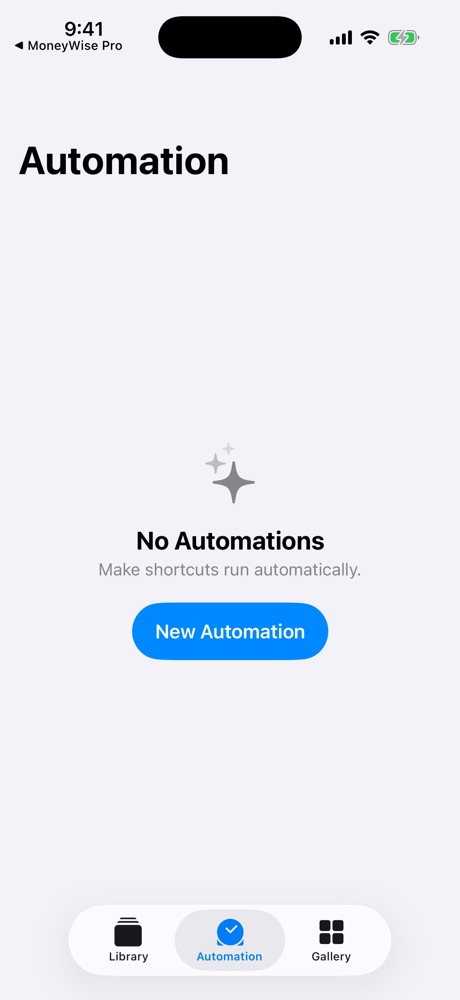 9:41
◀ MoneyWise Pro
Automation
No Automations
Make shortcuts run automatically.
New Automation
Library
Automation
Gallery